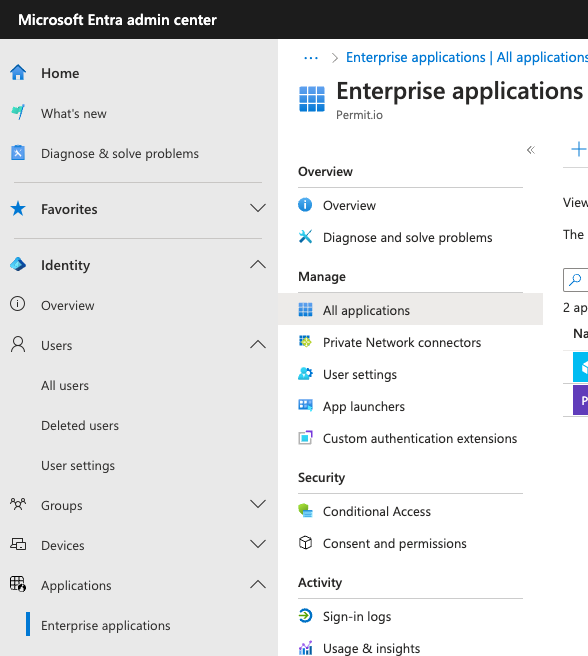 Microsoft Entra admin center
Home
What's new
Diagnose & solve problems
Favorites
Identity
Overview
Users
All users
Deleted users
User settings
Groups
Devices
Applications
Enterprise applications
... > Enterprise applications | All applications
Enterprise applications
Permit.io
Overview
Overview
Diagnose and solve problems
Manage
All applications
Private Network connectors
User settings
App launchers
Custom authentication extensions
Security
Conditional Access
Consent and permissions
Activity
Sign-in logs
Usage & insights
View
The
2 ap
Na
P